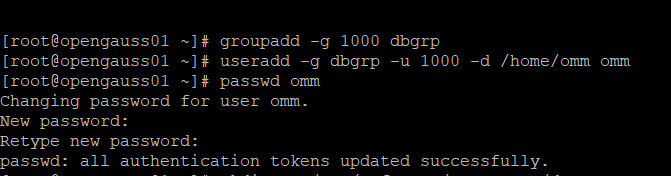 [root@opengauss01 ~]# groupadd -g 1000 dbgrp
[root@opengauss01 ~]# useradd -g dbgrp -u 1000 -d /home/omm omm
[root@opengauss01 ~]# passwd omm
Changing password for user omm.
New password:
Retype new password:
passwd: all authentication tokens updated successfully.